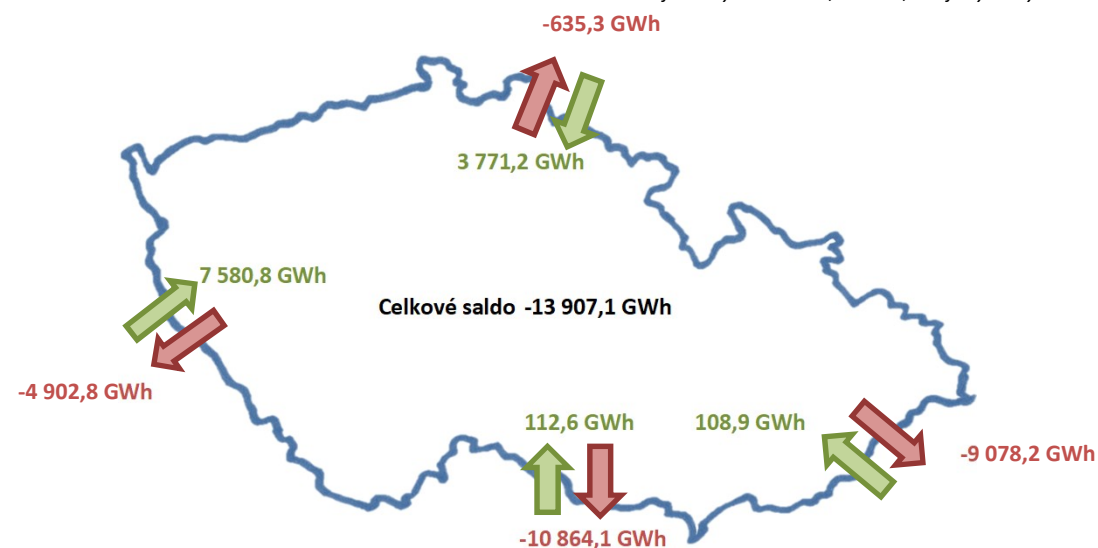 -635,3 GWh
3 771,2 GWh
7 580,8 GWh
Celkové saldo -13 907,1 GWh
-4 902,8 GWh
112,6 GWh
108,9 GWh
-9 078,2 GWh
-10 864,1 GWh